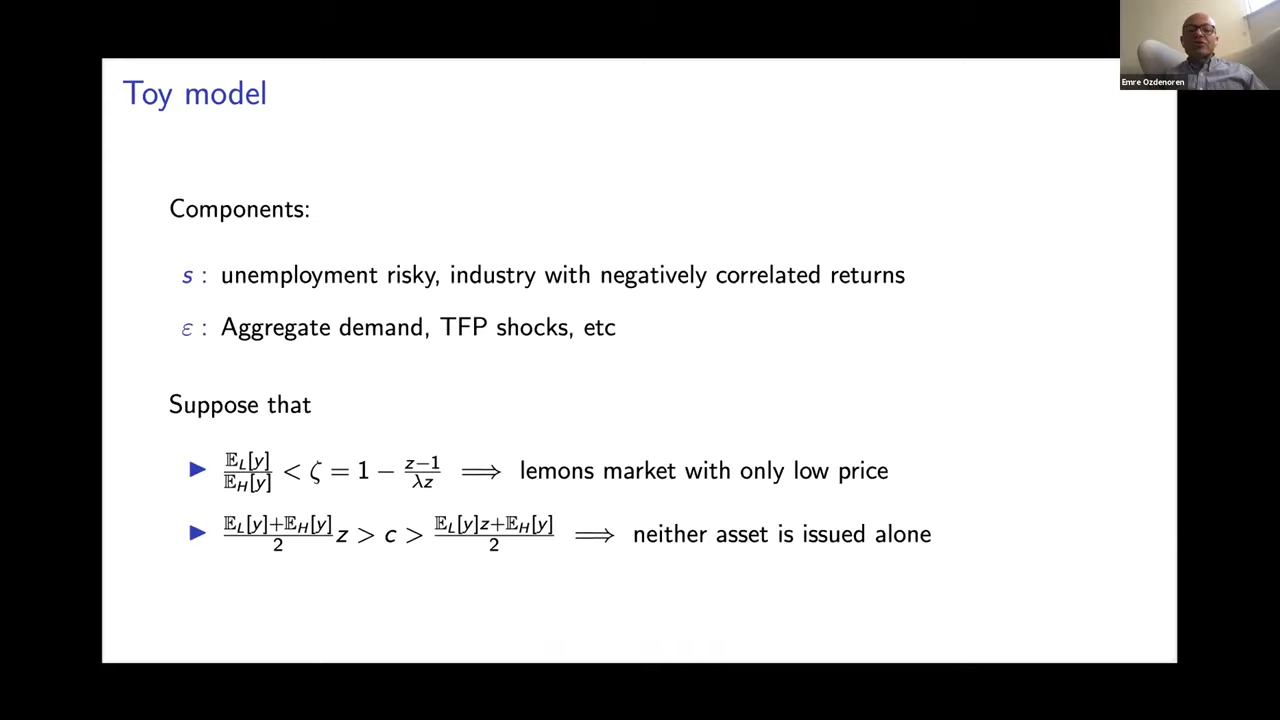 Toy model
Emre Ozdenoren
Components:
s : unemployment risky, industry with negatively correlated returns
ε : Aggregate demand, TFP shocks, etc
Suppose that
▶ 𝔼_L[y]/𝔼_H[y] < ζ = 1 − (z−1)/(λz) ⟹ lemons market with only low price
▶ (𝔼_L[y]+𝔼_H[y])/2 z > c > (𝔼_L[y]z+𝔼_H[y])/2 ⟹ neither asset is issued alone